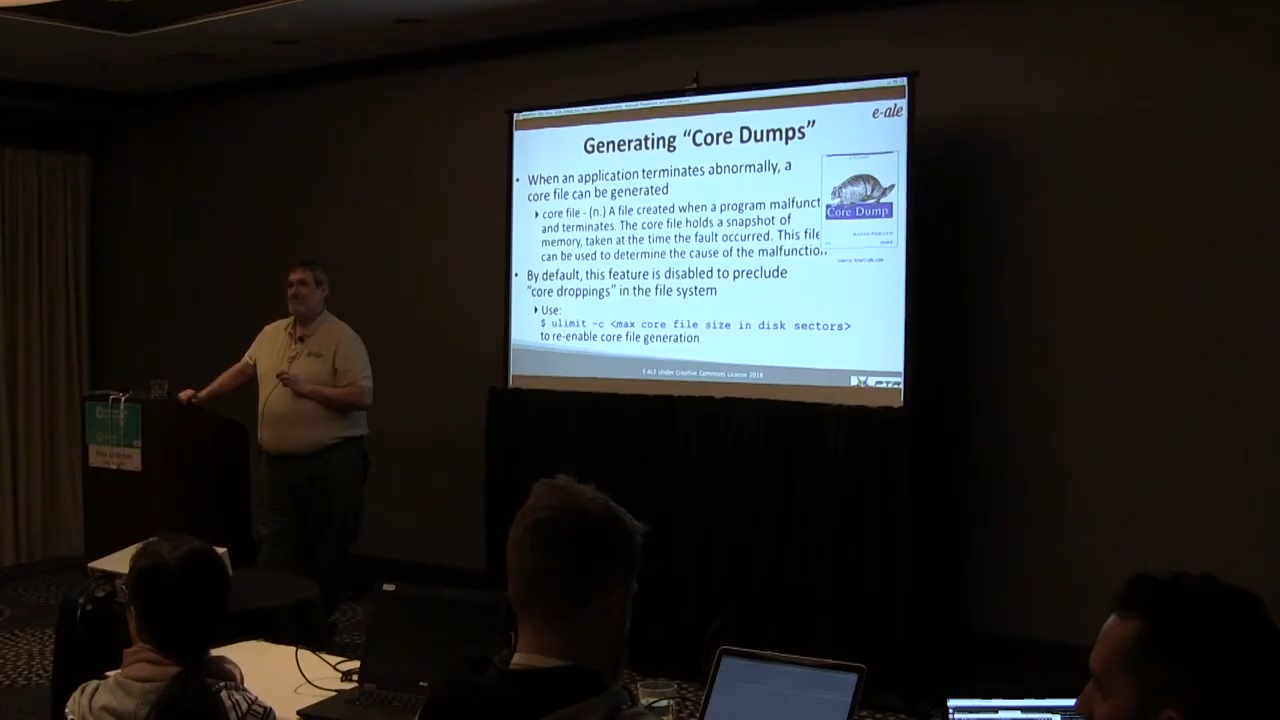 e-ale
Generating “Core Dumps”
• When an application terminates abnormally, a
core file can be generated
core file - (n.) A file created when a program malfunct
and terminates. The core file holds a snapshot of
memory, taken at the time the fault occurred. This file
can be used to determine the cause of the malfunction.
Core Dump
• By default, this feature is disabled to preclude
“core droppings” in the file system
Use:
$ ulimit -c <max core file size in disk sectors>
to re-enable core file generation
E-ALE Under Creative Commons License 2018